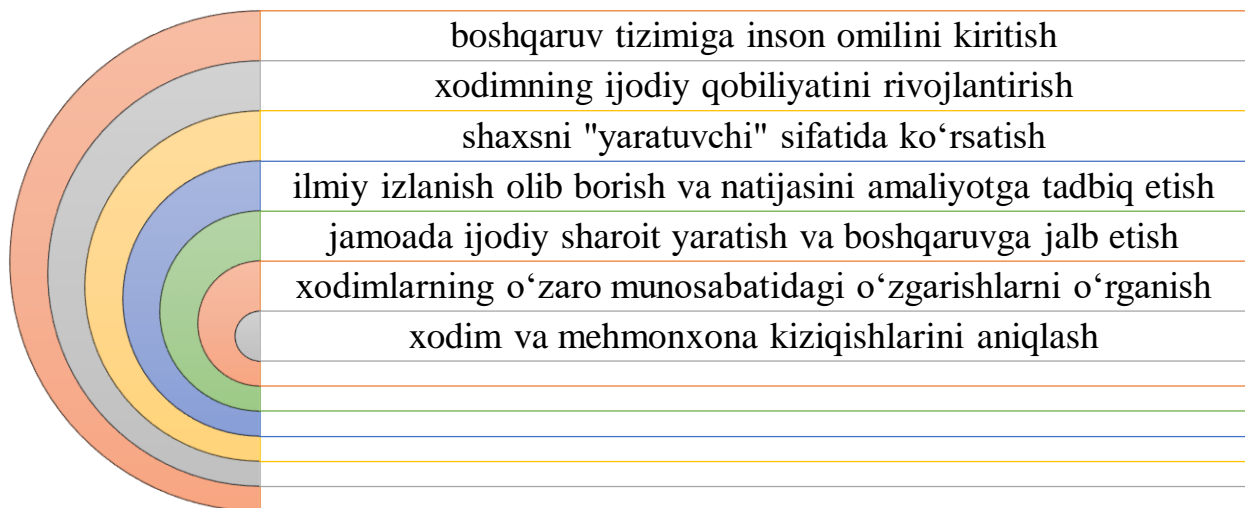 boshqaruv tizimiga inson omilini kiritish
xodimning ijodiy qobiliyatini rivojlantirish
shaxsni "yaratuvchi" sifatida ko‘rsatish
ilmiy izlanish olib borish va natijasini amaliyotga tadbiq etish
jamoada ijodiy sharoit yaratish va boshqaruvga jalb etish
xodimlarning o‘zaro munosabatidagi o‘zgarishlarni o‘rganish
xodim va mehmonxona kiziqishlarini aniqlash